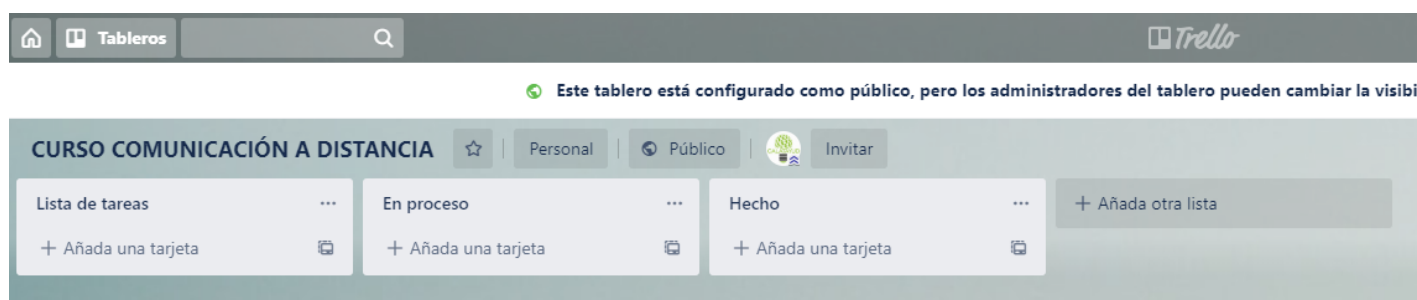 Tableros
Trello
Este tablero está configurado como público, pero los administradores del tablero pueden cambiar la visibi
CURSO COMUNICACIÓN A DISTANCIA Personal Público Invitar
Lista de tareas ... En proceso ... Hecho ... + Añada otra lista
+ Añada una tarjeta + Añada una tarjeta + Añada una tarjeta